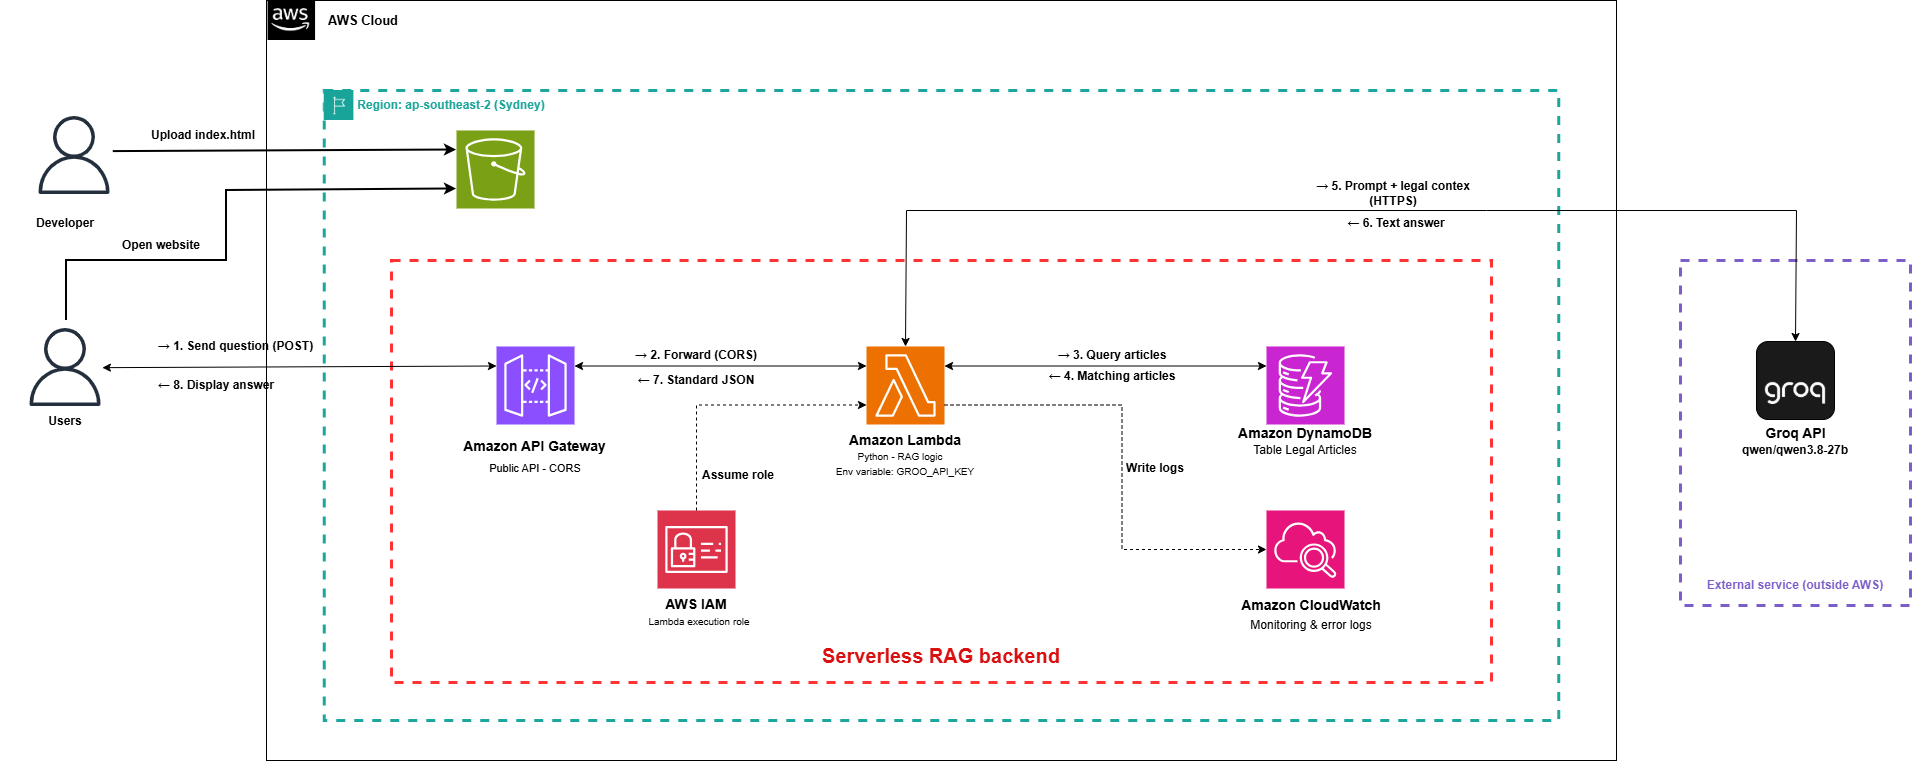 aws
AWS Cloud
Region: ap-southeast-2 (Sydney)
Upload index.html
Developer
Open website
→ 5. Prompt + legal contex
(HTTPS)
← 6. Text answer
→ 1. Send question (POST)
← 8. Display answer
Users
→ 2. Forward (CORS)
← 7. Standard JSON
→ 3. Query articles
← 4. Matching articles
Amazon API Gateway
Public API - CORS
Amazon Lambda
Python - RAG logic
Env variable: GROO_API_KEY
Amazon DynamoDB
Table Legal Articles
groq
Groq API
qwen/qwen3.8-27b
Assume role
Write logs
AWS IAM
Lambda execution role
Amazon CloudWatch
Monitoring & error logs
External service (outside AWS)
Serverless RAG backend